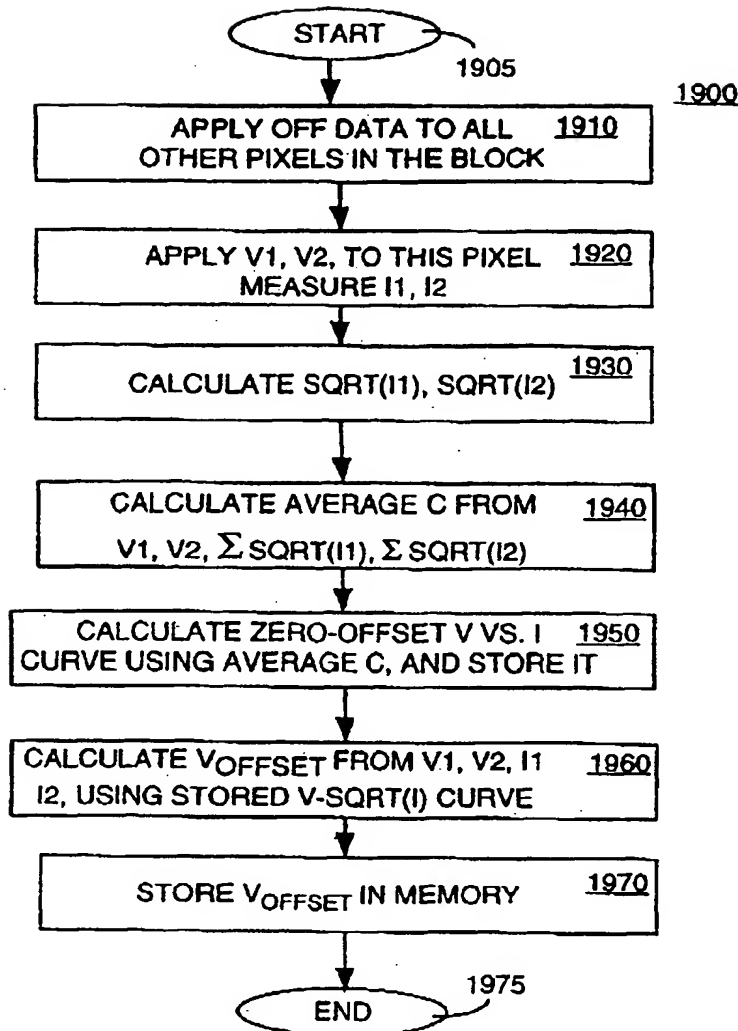 START
1905
1900
APPLY OFF DATA TO ALL 1910
OTHER PIXELS IN THE BLOCK
APPLY V1, V2, TO THIS PIXEL 1920
MEASURE I1, I2
CALCULATE SQRT(I1), SQRT(I2) 1930
CALCULATE AVERAGE C FROM 1940
V1, V2, Σ SQRT(I1), Σ SQRT(I2)
CALCULATE ZERO-OFFSET V VS. I 1950
CURVE USING AVERAGE C, AND STORE IT
CALCULATE VOFFSET FROM V1, V2, I1 1960
I2, USING STORED V-SQRT(I) CURVE
STORE VOFFSET IN MEMORY 1970
1975
END